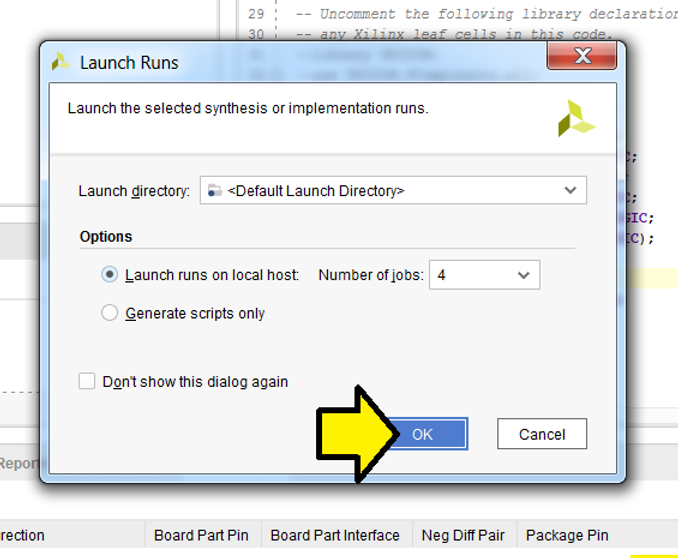 29 -- Uncomment the following library declaration
30 -- any Xilinx leaf cells in this code.
Launch Runs
Launch the selected synthesis or implementation runs.
Launch directory: <Default Launch Directory>
Options
Launch runs on local host: Number of jobs: 4
Generate scripts only
Don't show this dialog again
OK Cancel
C;
C;
GIC;
IC);
Report
rection Board Part Pin Board Part Interface Neg Diff Pair Package Pin